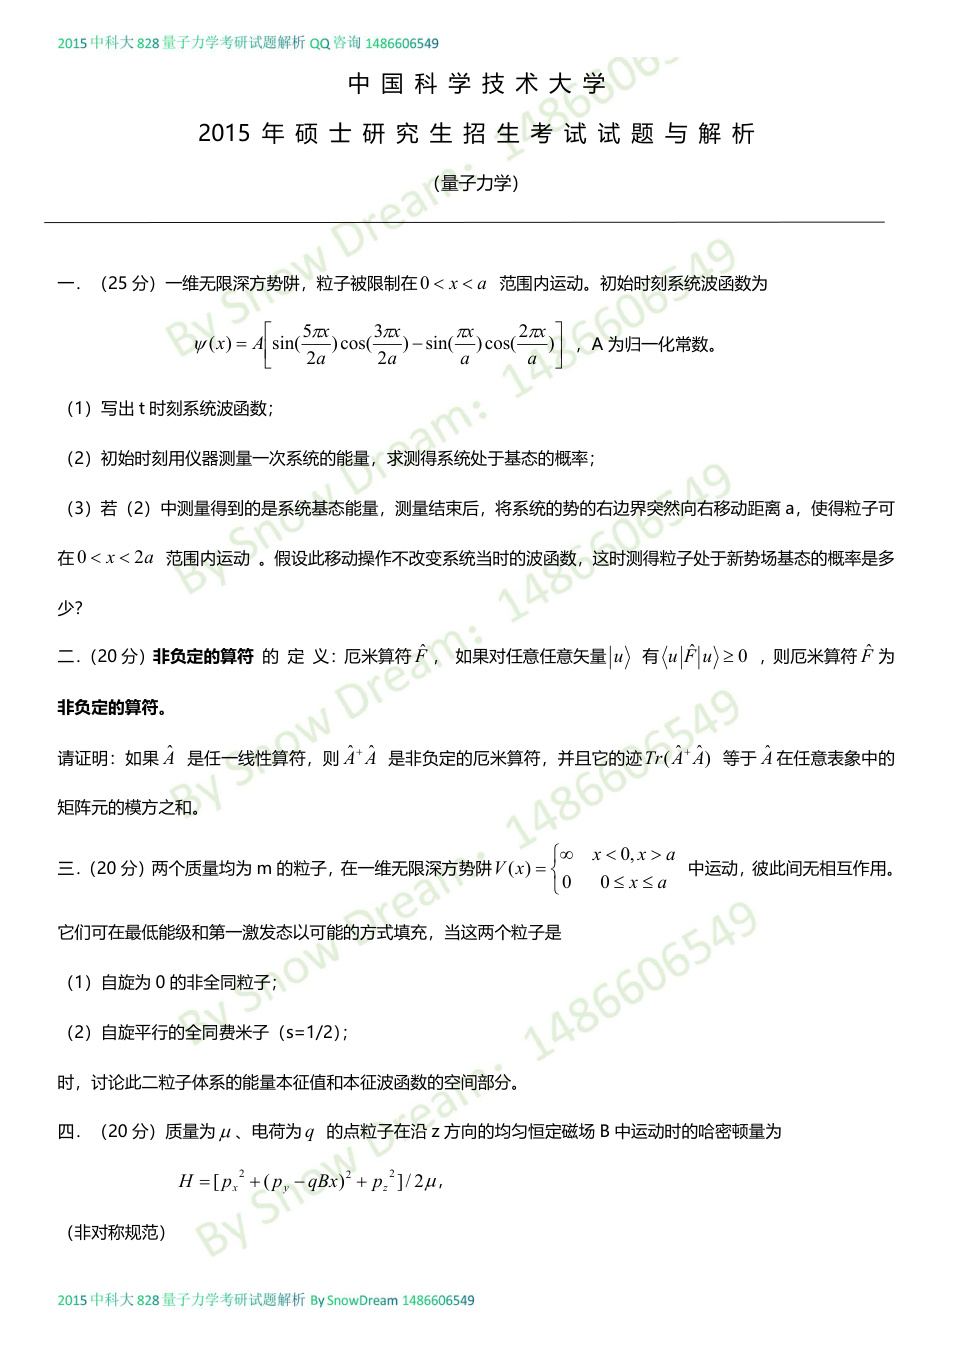 2015 中科大 828 量子力学考研试题解析 QQ 咨询 1486606549
中 国 科 学 技 术 大 学
2015 年 硕 士 研 究 生 招 生 考 试 试 题 与 解 析
(量子力学)
一. (25 分) 一维无限深方势阱, 粒子被限制在 0 < x < a 范围内运动。初始时刻系统波函数为
ψ(x) = A[sin(5πx/2a)cos(3πx/2a) − sin(πx/a)cos(2πx/a)] , A 为归一化常数。
(1) 写出 t 时刻系统波函数;
(2) 初始时刻用仪器测量一次系统的能量, 求测得系统处于基态的概率;
(3) 若 (2) 中测量得到的是系统基态能量, 测量结束后, 将系统的势的右边界突然向右移动距离 a, 使得粒子可
在 0 < x < 2a 范围内运动 。假设此移动操作不改变系统当时的波函数, 这时测得粒子处于新势场基态的概率是多
少?
二. (20 分) 非负定的算符 的 定 义: 厄米算符 F̂ , 如果对任意任意矢量 |u⟩ 有 ⟨u|F̂|u⟩ ≥ 0 , 则厄米算符 F̂ 为
非负定的算符。
请证明: 如果 Â 是任一线性算符, 则 Â⁺Â 是非负定的厄米算符, 并且它的迹 Tr(Â⁺Â) 等于 Â 在任意表象中的
矩阵元的模方之和。
三. (20 分) 两个质量均为 m 的粒子, 在一维无限深方势阱 V(x) = {∞ x < 0, x > a; 0 0 ≤ x ≤ a 中运动, 彼此间无相互作用。
它们可在最低能级和第一激发态以可能的方式填充, 当这两个粒子是
(1) 自旋为 0 的非全同粒子;
(2) 自旋平行的全同费米子 (s=1/2);
时, 讨论此二粒子体系的能量本征值和本征波函数的空间部分。
四. (20 分) 质量为 μ 、电荷为 q 的点粒子在沿 z 方向的均匀恒定磁场 B 中运动时的哈密顿量为
H = [pₓ² + (p_y − qBx)² + p_z²]/2μ,
(非对称规范)
2015 中科大 828 量子力学考研试题解析 By SnowDream 1486606549
By Snow Dream: 1486606549
By Snow Dream: 1486606549
By Snow Dream: 1486606549
By Snow Dream: 1486606549
By Snow Dream: 1486606549